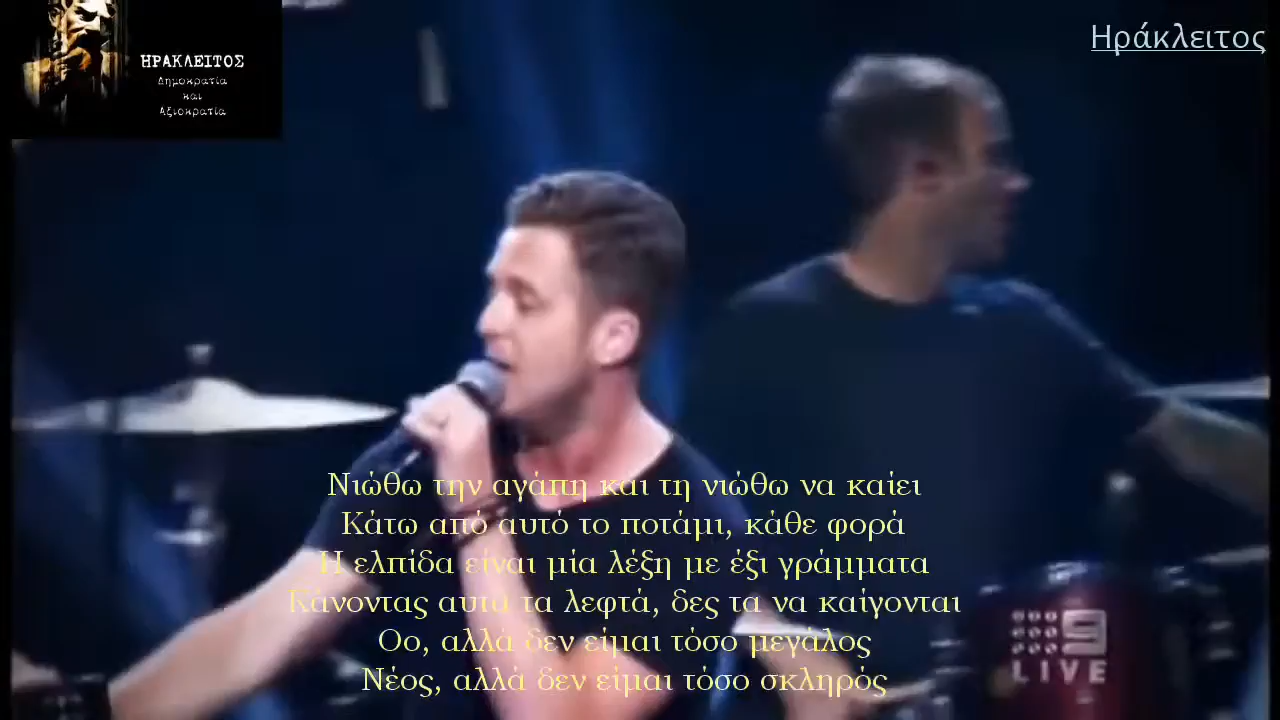 ΗΡΑΚΛΕΙΤΟΣ
Δημοκρατία
και
Αξιοκρατία
Ηράκλειτος
Νιώθω την αγάπη και τη νιώθω να καίει
Κάτω από αυτό το ποτάμι, κάθε φορά
Η ελπίδα είναι μία λέξη με έξι γράμματα
Κάνοντας αυτά τα λεφτά, δες τα να καίγονται
Οο, αλλά δεν είμαι τόσο μεγάλος
Νέος, αλλά δεν είμαι τόσο σκληρός
9
LIVE